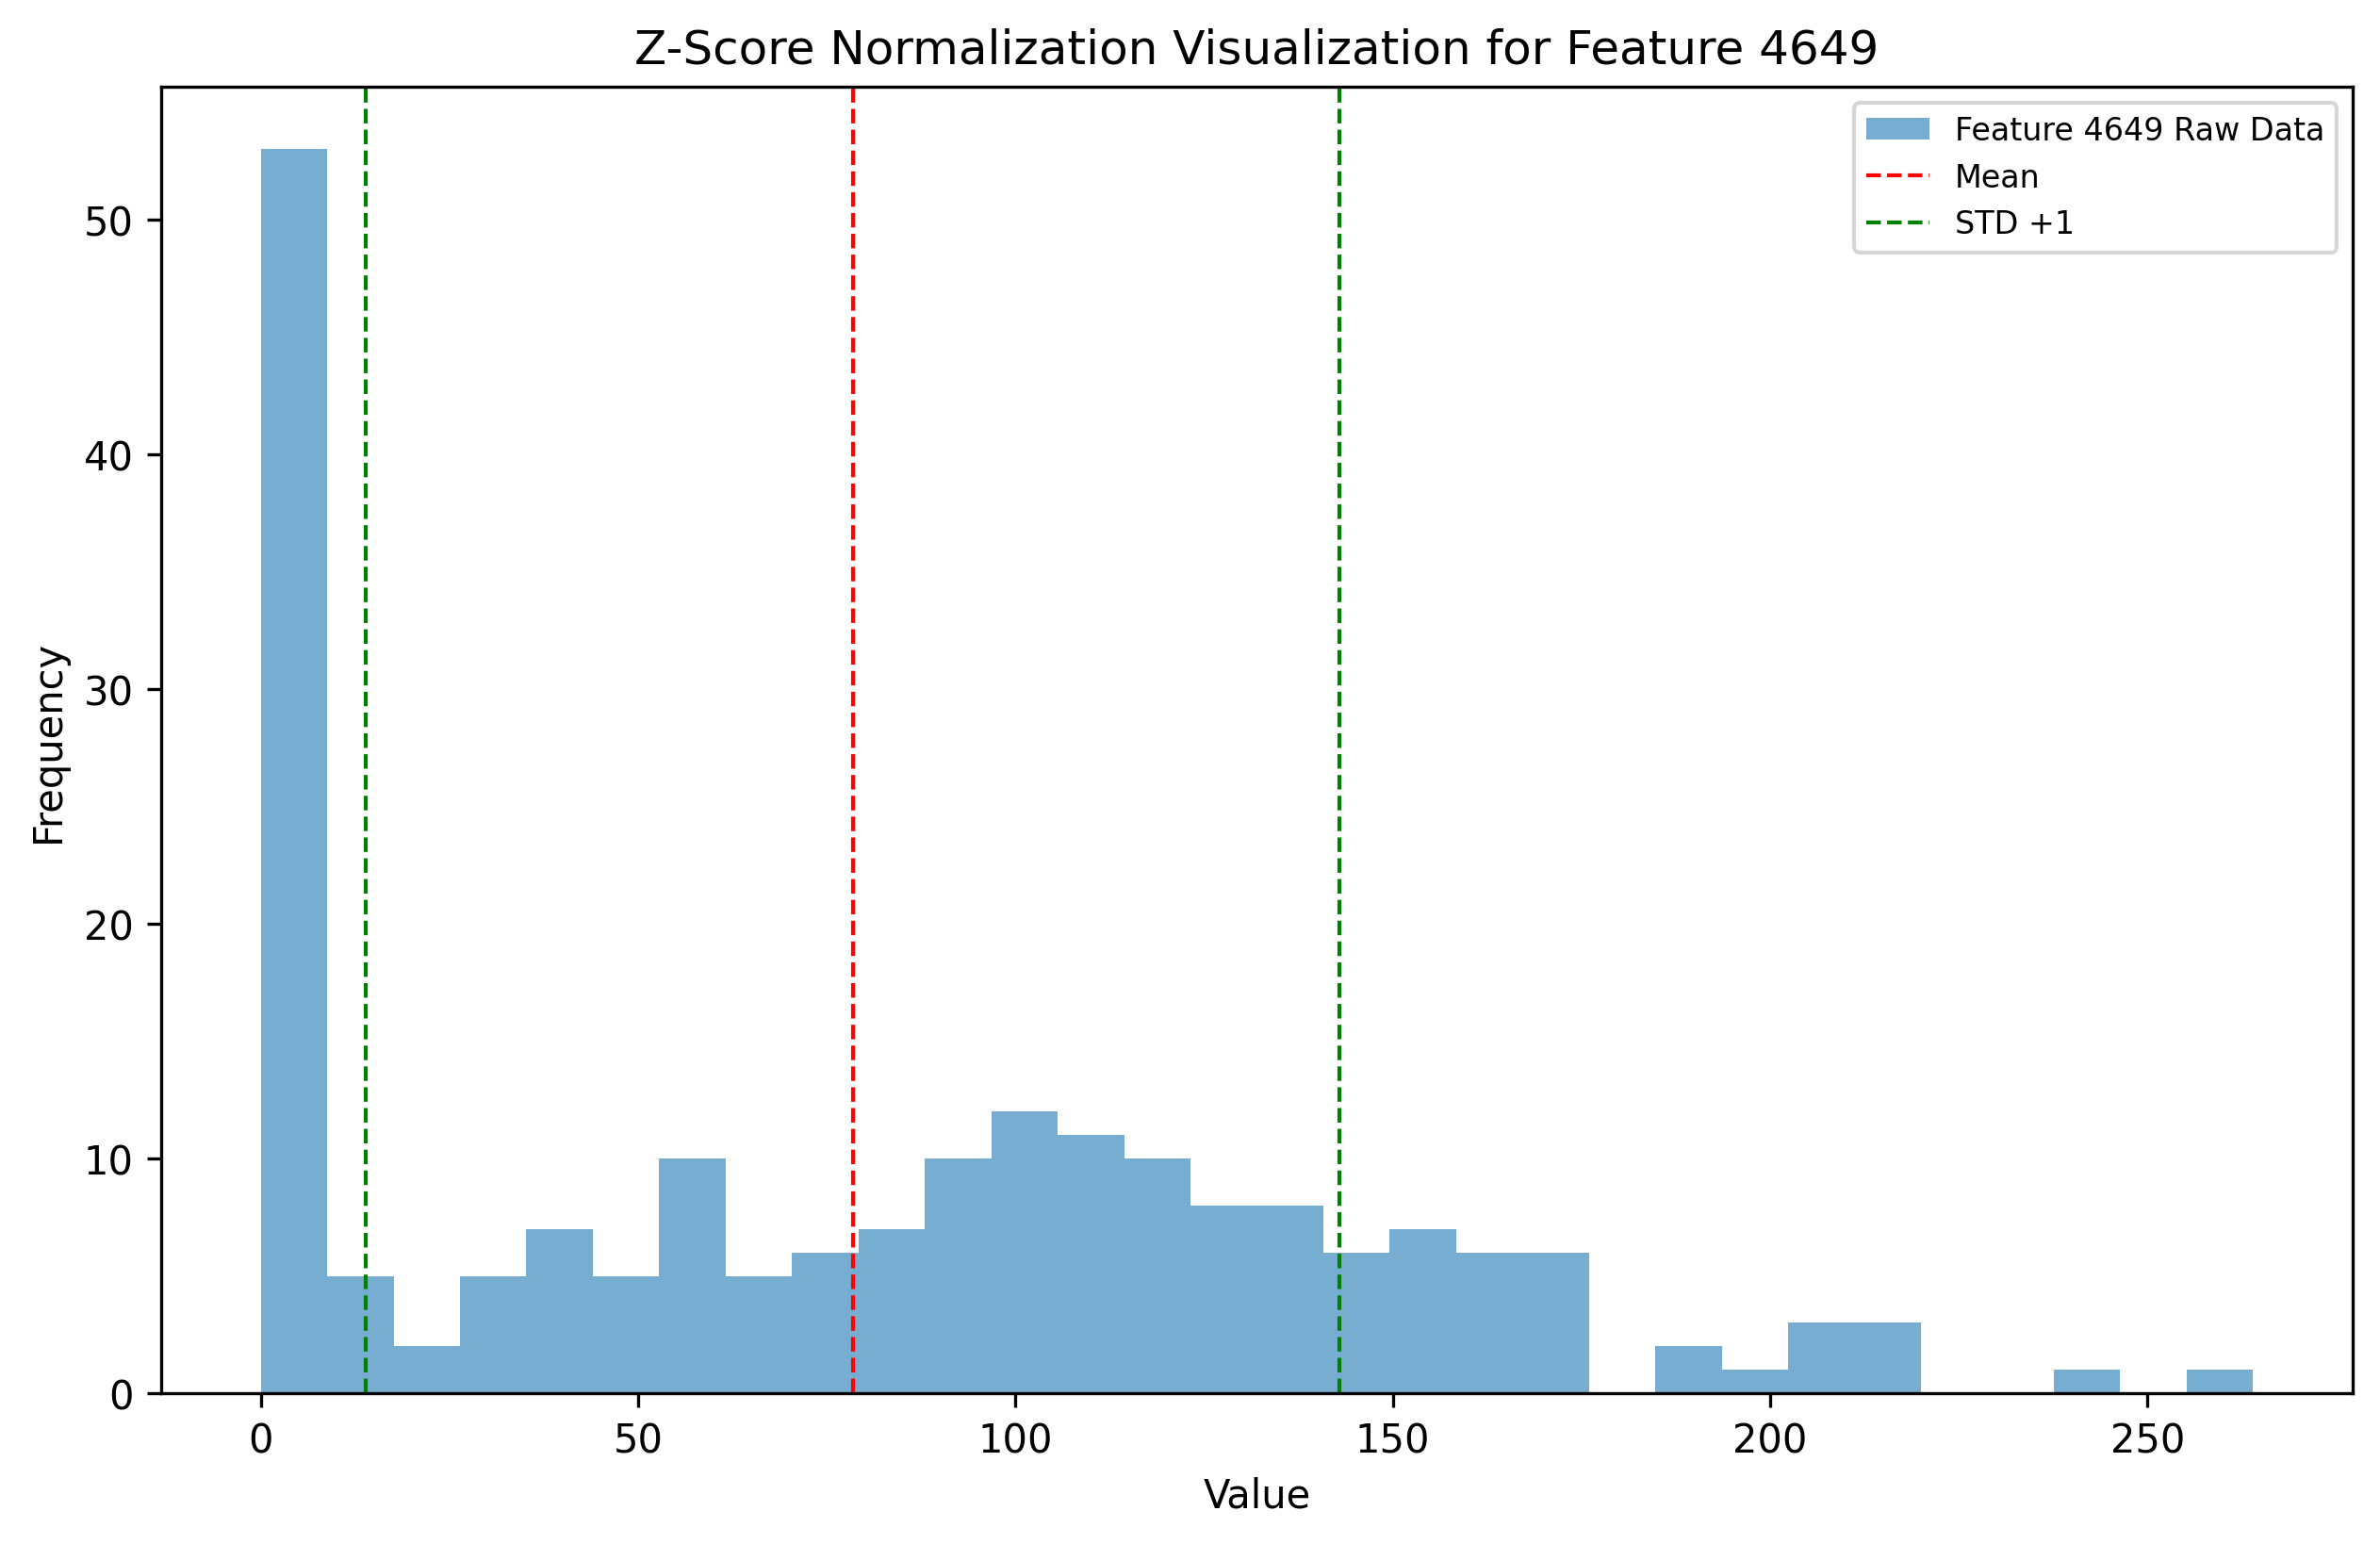 Z-Score Normalization Visualization for Feature 4649
Feature 4649 Raw Data
Mean
STD +1
50
40
30
20
10
0
Frequency
0 50 100 150 200 250
Value